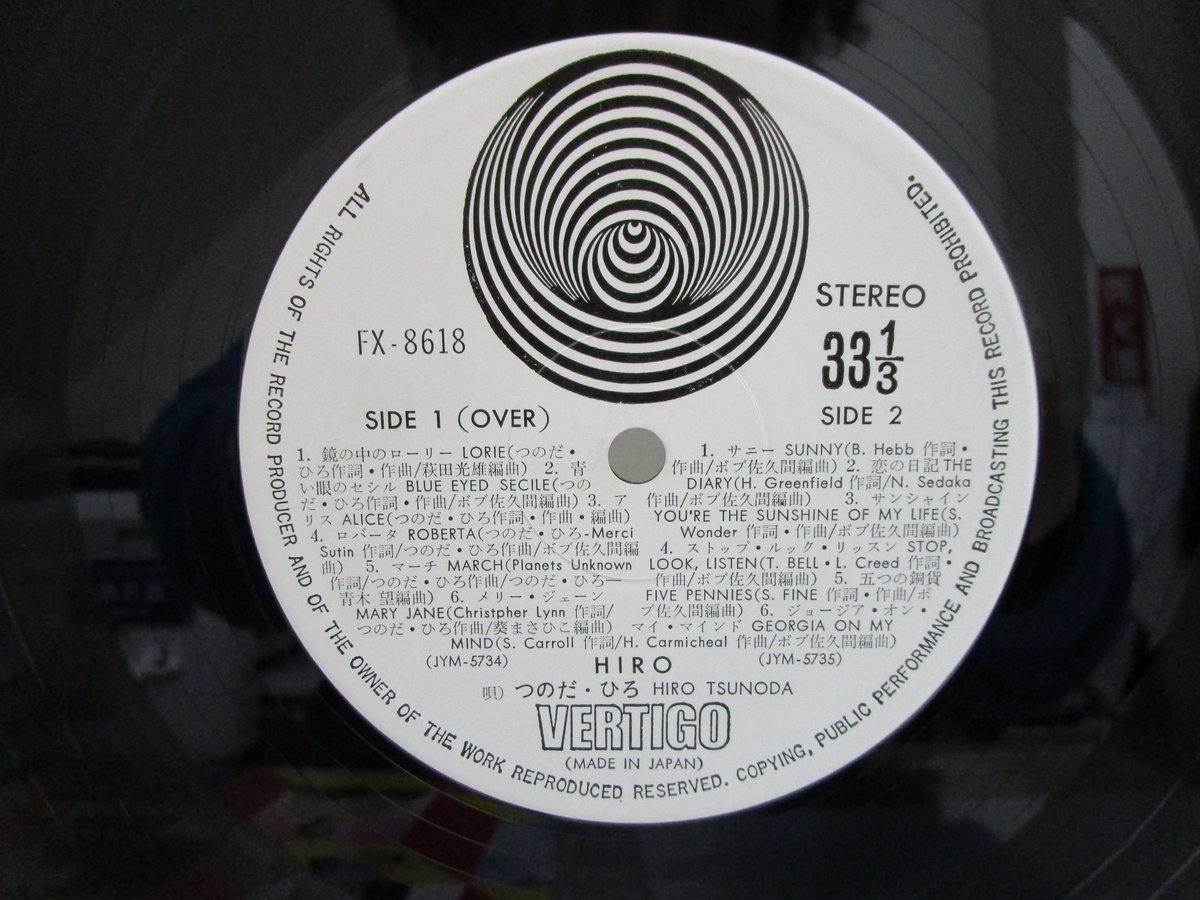 ALL RIGHTS OF THE RECORD PRODUCER AND OF THE OWNER OF THE WORK REPRODUCED RESERVED. COPYING, PUBLIC PERFORMANCE AND BROADCASTING THIS RECORD PROHIBITED.
FX-8618
STEREO
33 1/3
SIDE 1 (OVER)
1. 鏡の中のローリー LORIE(つのだ・
ひろ作詞・作曲/萩田光雄編曲) 2. 青
い眼のセシル BLUE EYED SECILE(つの
だ・ひろ作詞・作曲/ボブ佐久間編曲) 3. ア
リス ALICE(つのだ・ひろ作詞・作曲・編曲)
4. ロバータ ROBERTA(つのだ・ひろ-Merci
Sutin 作詞/つのだ・ひろ作曲/ボブ佐久間編
曲) 5. マーチ MARCH(Planets Unknown
作詞/つのだ・ひろ作曲/つのだ・ひろー
青木 望編曲) 6. メリー・ジェーン
MARY JANE(Christpher Lynn 作詞/
つのだ・ひろ作曲/葵まさひこ編曲)
(JYM-5734)
SIDE 2
1. サニー SUNNY(B. Hebb 作詞・
作曲/ボブ佐久間編曲) 2. 恋の日記 THE
DIARY(H. Greenfield 作詞/N. Sedaka
作曲/ボブ佐久間編曲) 3. サンシャイン
YOU'RE THE SUNSHINE OF MY LIFE(S.
Wonder 作詞・作曲/ボブ佐久間編曲)
4. ストップ・ルック・リッスン STOP,
LOOK, LISTEN(T. BELL・L. Creed 作詞・
作曲/ボブ佐久間編曲) 5. 五つの銅貨
FIVE PENNIES(S. FINE 作詞・作曲/ボ
ブ佐久間編曲) 6. ジョージア・オン・
マイ・マインド GEORGIA ON MY
MIND(S. Carroll 作詞/H. Carmicheal 作曲/ボブ佐久間編曲)
(JYM-5735)
HIRO
唄) つのだ・ひろ HIRO TSUNODA
VERTIGO
(MADE IN JAPAN)